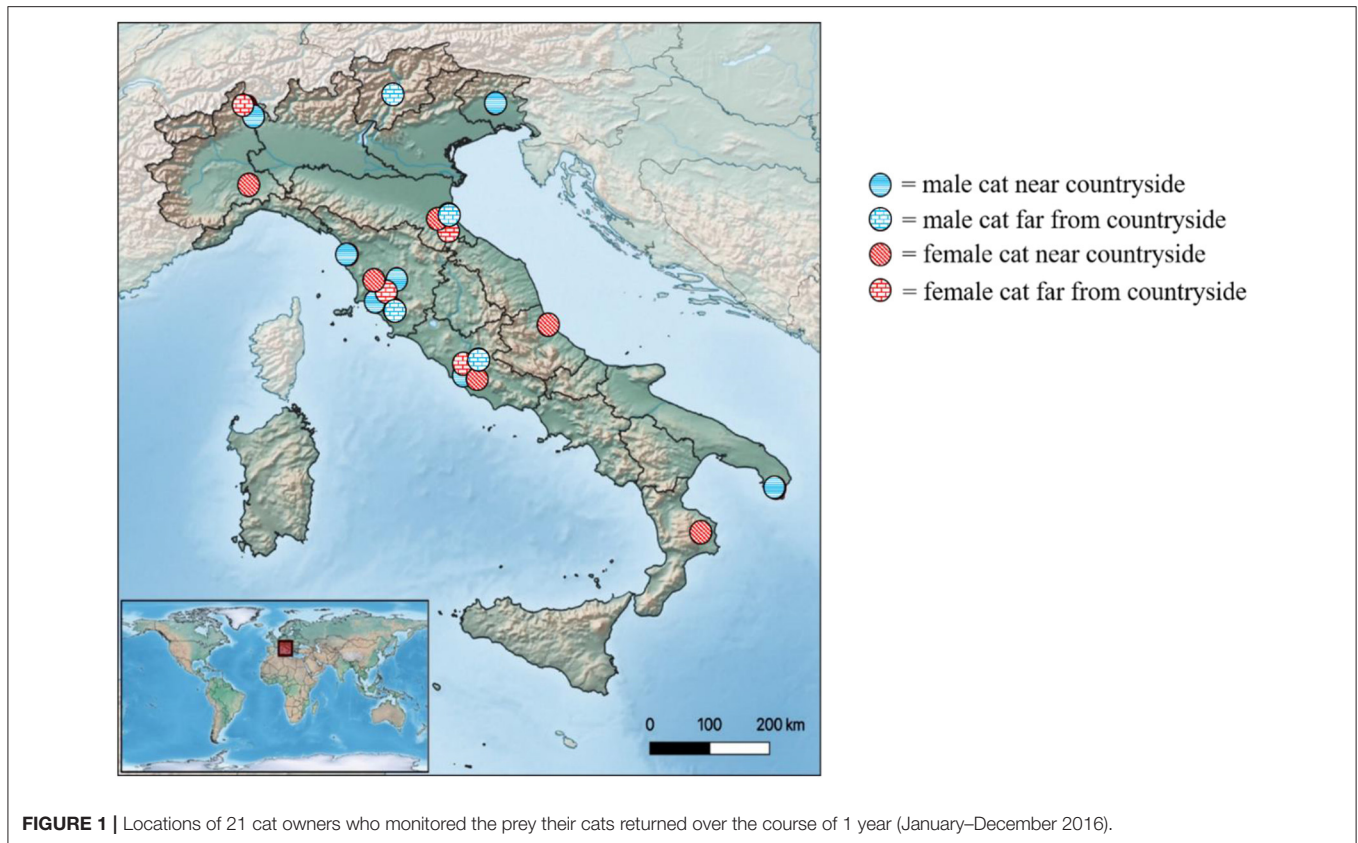 = male cat near countryside
= male cat far from countryside
= female cat near countryside
= female cat far from countryside
0 100 200 km
FIGURE 1 | Locations of 21 cat owners who monitored the prey their cats returned over the course of 1 year (January–December 2016).